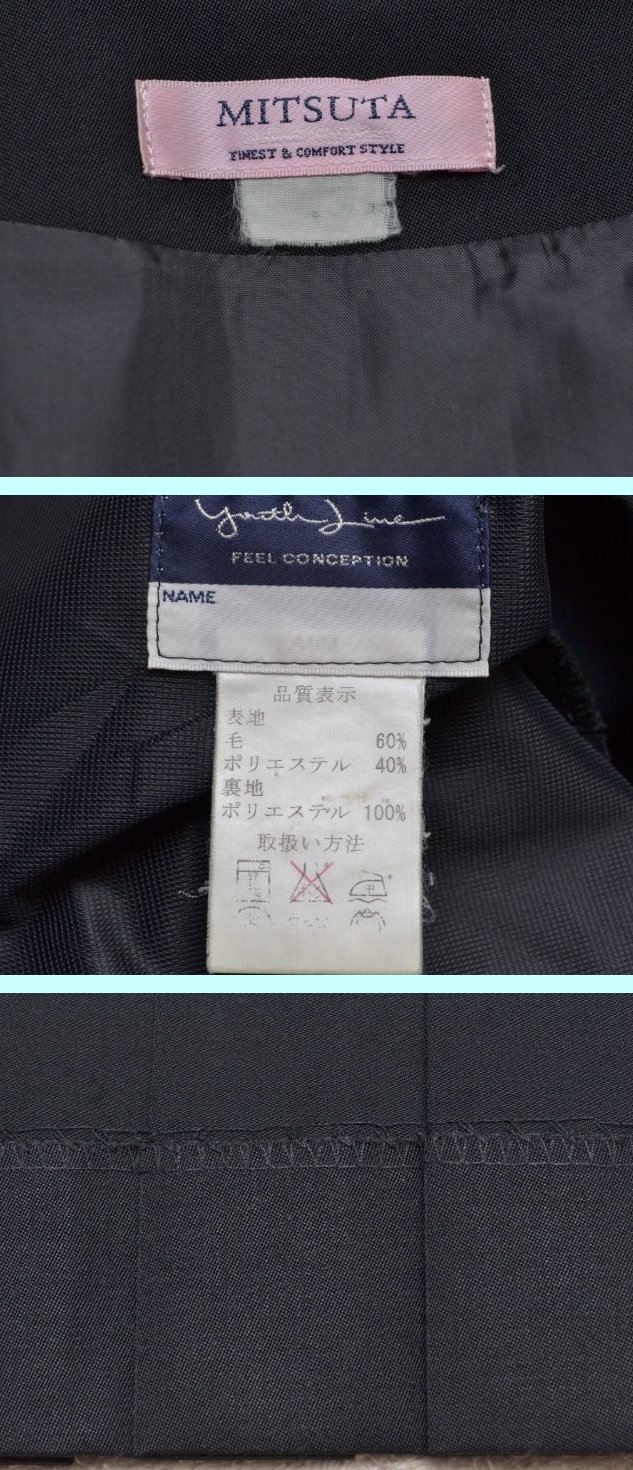 MITSUTA
FINEST & COMFORT STYLE
Youth Line
FEEL CONCEPTION
NAME
品質表示
表地
毛 60%
ポリエステル 40%
裏地
ポリエステル 100%
取扱い方法